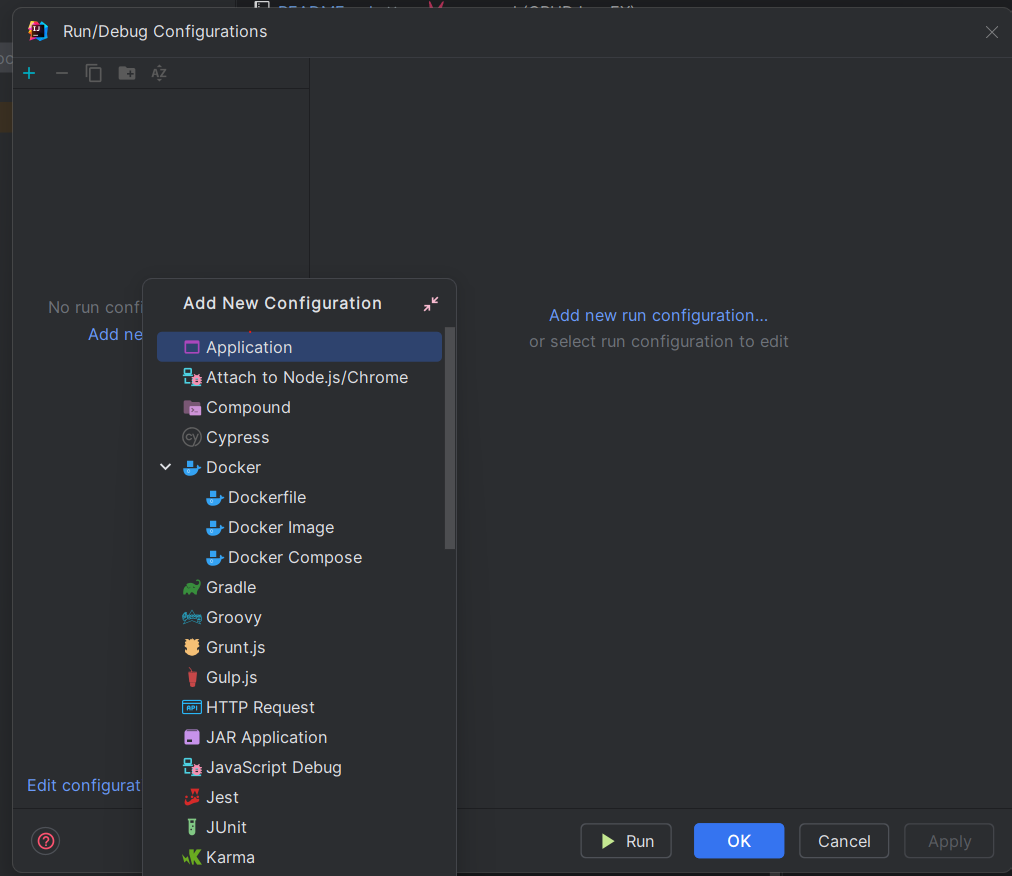 Run/Debug Configurations
No run confi
Add ne
Add New Configuration
Application
Attach to Node.js/Chrome
Compound
Cypress
Docker
Dockerfile
Docker Image
Docker Compose
Gradle
Groovy
Grunt.js
Gulp.js
HTTP Request
JAR Application
JavaScript Debug
Jest
JUnit
Karma
Add new run configuration...
or select run configuration to edit
Edit configurat
Run
OK
Cancel
Apply